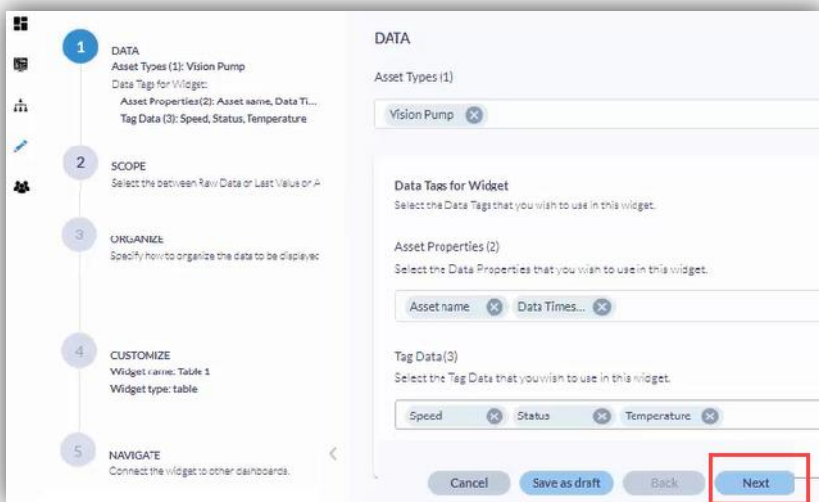 1
DATA
Asset Types (1): Vision Pump
Data Tags for Widget:
Asset Properties(2): Asset name, Data Ti...
Tag Data (3): Speed, Status, Temperature
2
SCOPE
Select the between Raw Data or Last Value or A
3
ORGANIZE
Specify how to organize the data to be displayed
4
CUSTOMIZE
Widget name: Table 1
Widget type: table
5
NAVIGATE
Connect the widget to other dashboards.
DATA
Asset Types (1)
Vision Pump
Data Tags for Widget
Select the Data Tags that you wish to use in this widget.
Asset Properties (2)
Select the Data Properties that you wish to use in this widget.
Asset name Data Times...
Tag Data(3)
Select the Tag Data that you wish to use in this widget.
Speed Status Temperature
Cancel Save as draft Back Next